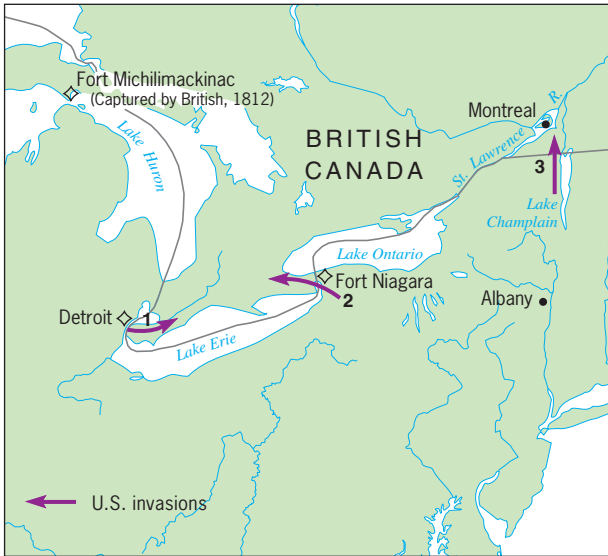 Fort Michilimackinac
(Captured by British, 1812)
Lake Huron
BRITISH
CANADA
Montreal
St. Lawrence R.
3
Lake
Champlain
Lake Ontario
Fort Niagara
2
Albany
Detroit
1
Lake Erie
U.S. invasions